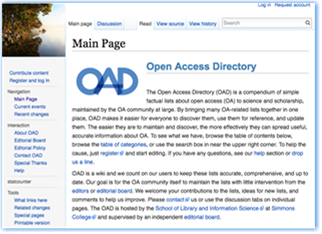 Log in Request account
Main page Discussion Read View source View history Search
Main Page
Contribute content
Register and log in
Navigation
Main Page
Current events
Recent changes
Interaction
About OAD
Editorial Board
Editorial Policy
Contact OAD
Special Thanks
Help
statcounter
Tools
What links here
Related changes
Special pages
Printable version
OAD
Open Access Directory
The Open Access Directory (OAD) is a compendium of simple
factual lists about open access (OA) to science and scholarship,
maintained by the OA community at large. By bringing many OA-related lists together in one
place, OAD makes it easier for everyone to discover them, use them for reference, and update
them. The easier they are to maintain and discover, the more effectively they can spread useful,
accurate information about OA. To see what we have, browse the table of contents below,
browse the table of categories, or use the search box in near the upper right corner. To help the
cause, just register and start editing. If you have any questions, see our help section or drop
us a line.
OAD is a wiki and we count on our users to keep these lists accurate, comprehensive, and up to
date. Our goal is for the OA community itself to maintain the lists with little intervention from the
editors or editorial board. We welcome your contributions to the lists, ideas for new lists, and
comments to help us improve. Please contact us or use the discussion tabs on individual
pages. The OAD is hosted by the School of Library and Information Science at Simmons
College and supervised by an independent editorial board.